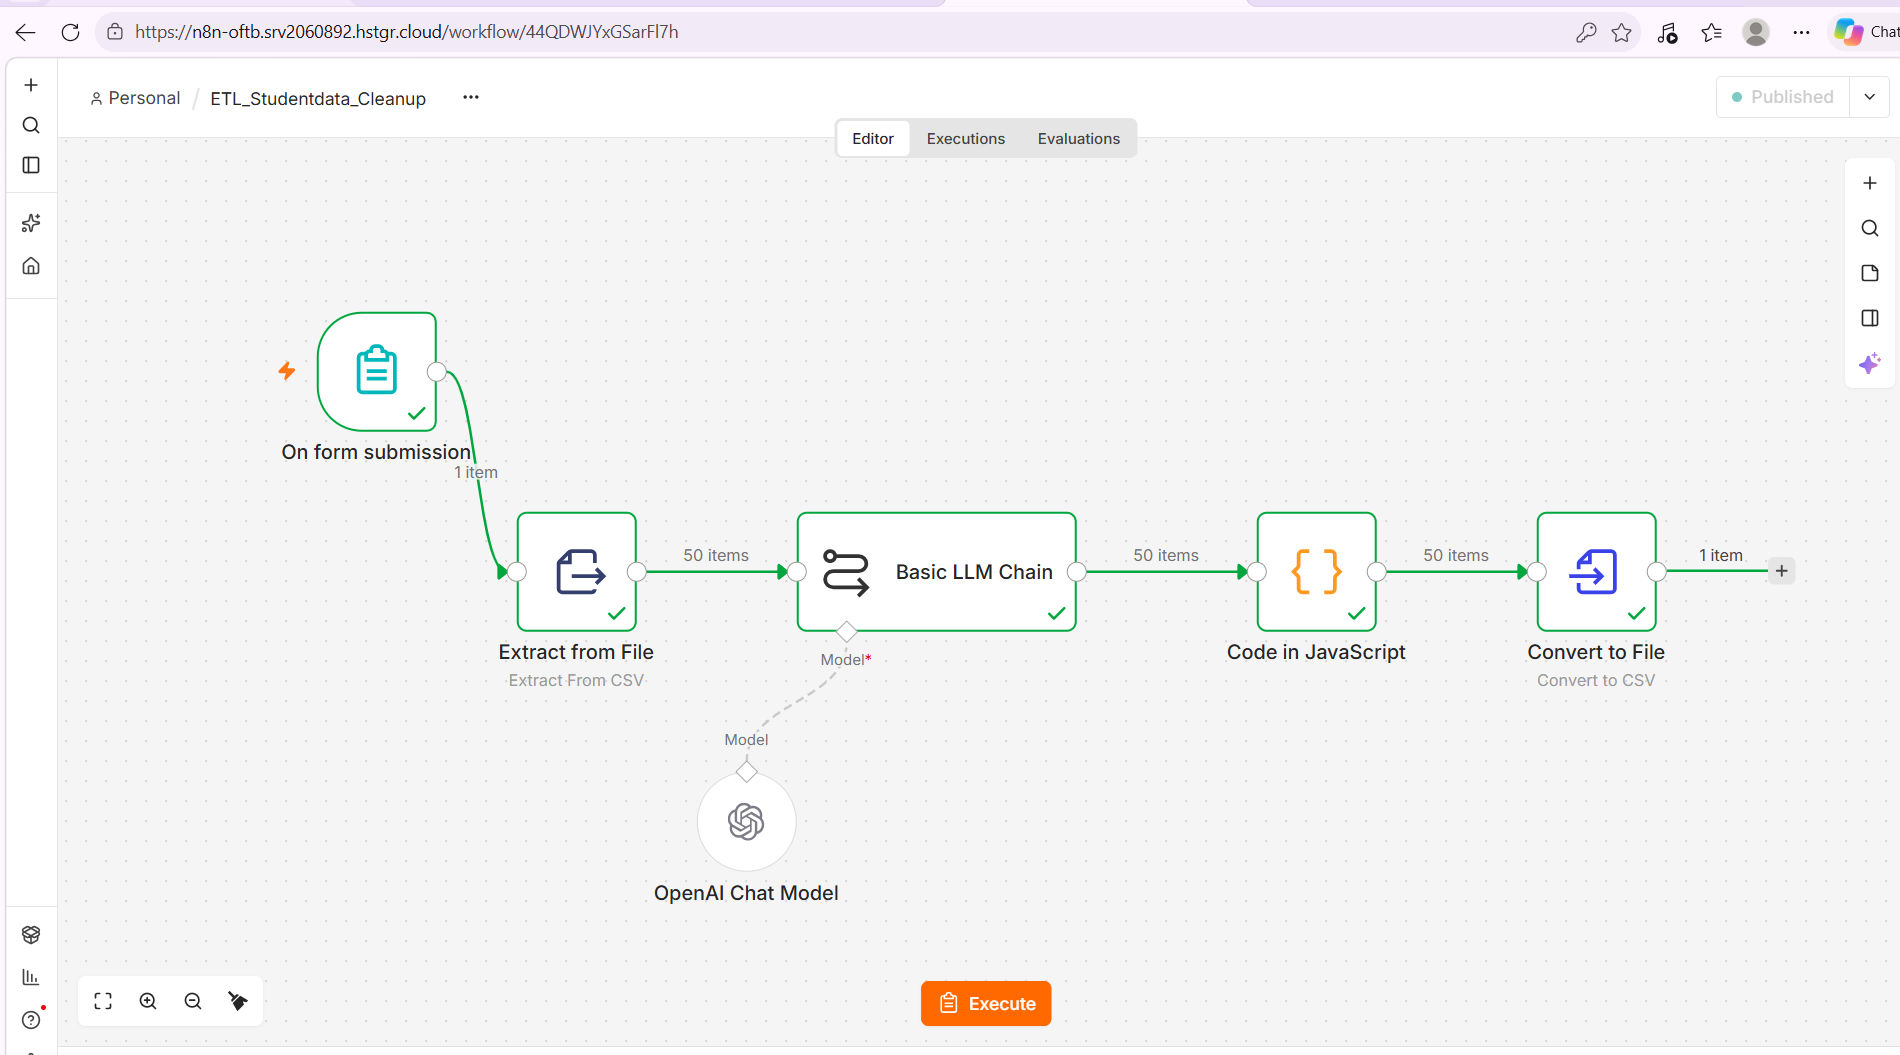 https://n8n-oftb.srv2060892.hstgr.cloud/workflow/44QDWJYxGSarFl7h
Chat
Personal / ETL_Studentdata_Cleanup
Published
Editor Executions Evaluations
On form submission
1 item
50 items
50 items
50 items
1 item
Basic LLM Chain
Extract from File
Extract From CSV
Model*
Code in JavaScript
Convert to File
Convert to CSV
Model
OpenAI Chat Model
Execute